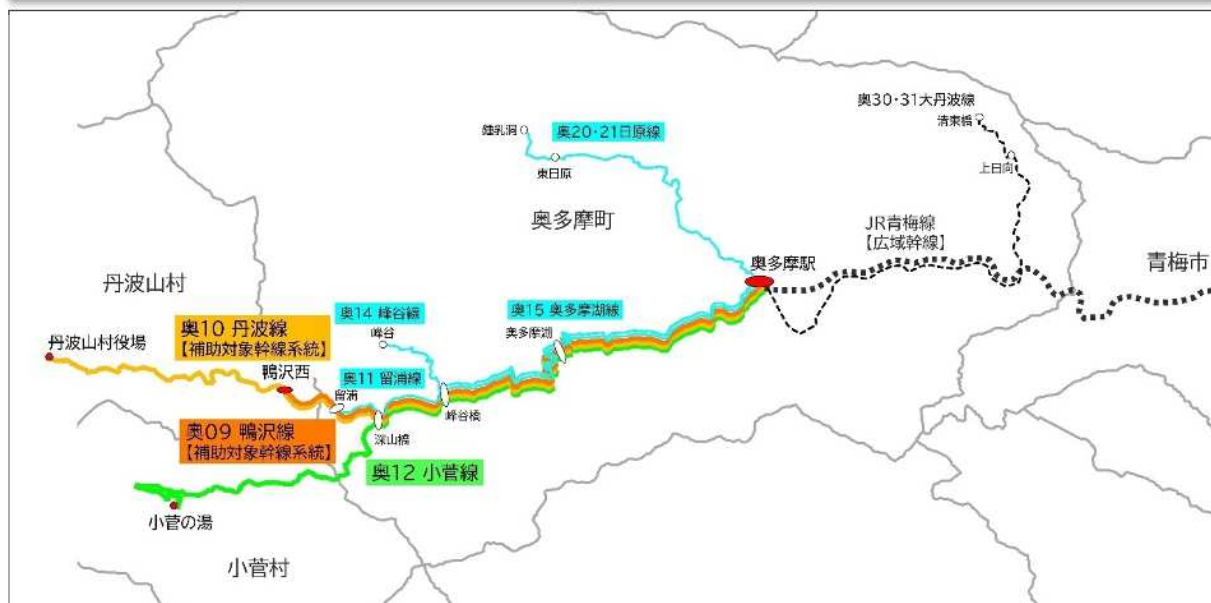 奥30・31大丹波線
清東橋
鍾乳洞
奥20・21日原線
東日原
上日向
奥多摩町
JR青梅線
【広域幹線】
奥多摩駅
青梅市
丹波山村
奥10 丹波線
【補助対象幹線系統】
奥14 峰谷線
峰谷
奥15 奥多摩湖線
奥多摩湖
丹波山村役場
鴨沢西
奥11 留浦線
留浦
峰谷橋
深山橋
奥09 鴨沢線
【補助対象幹線系統】
奥12 小菅線
小菅の湯
小菅村